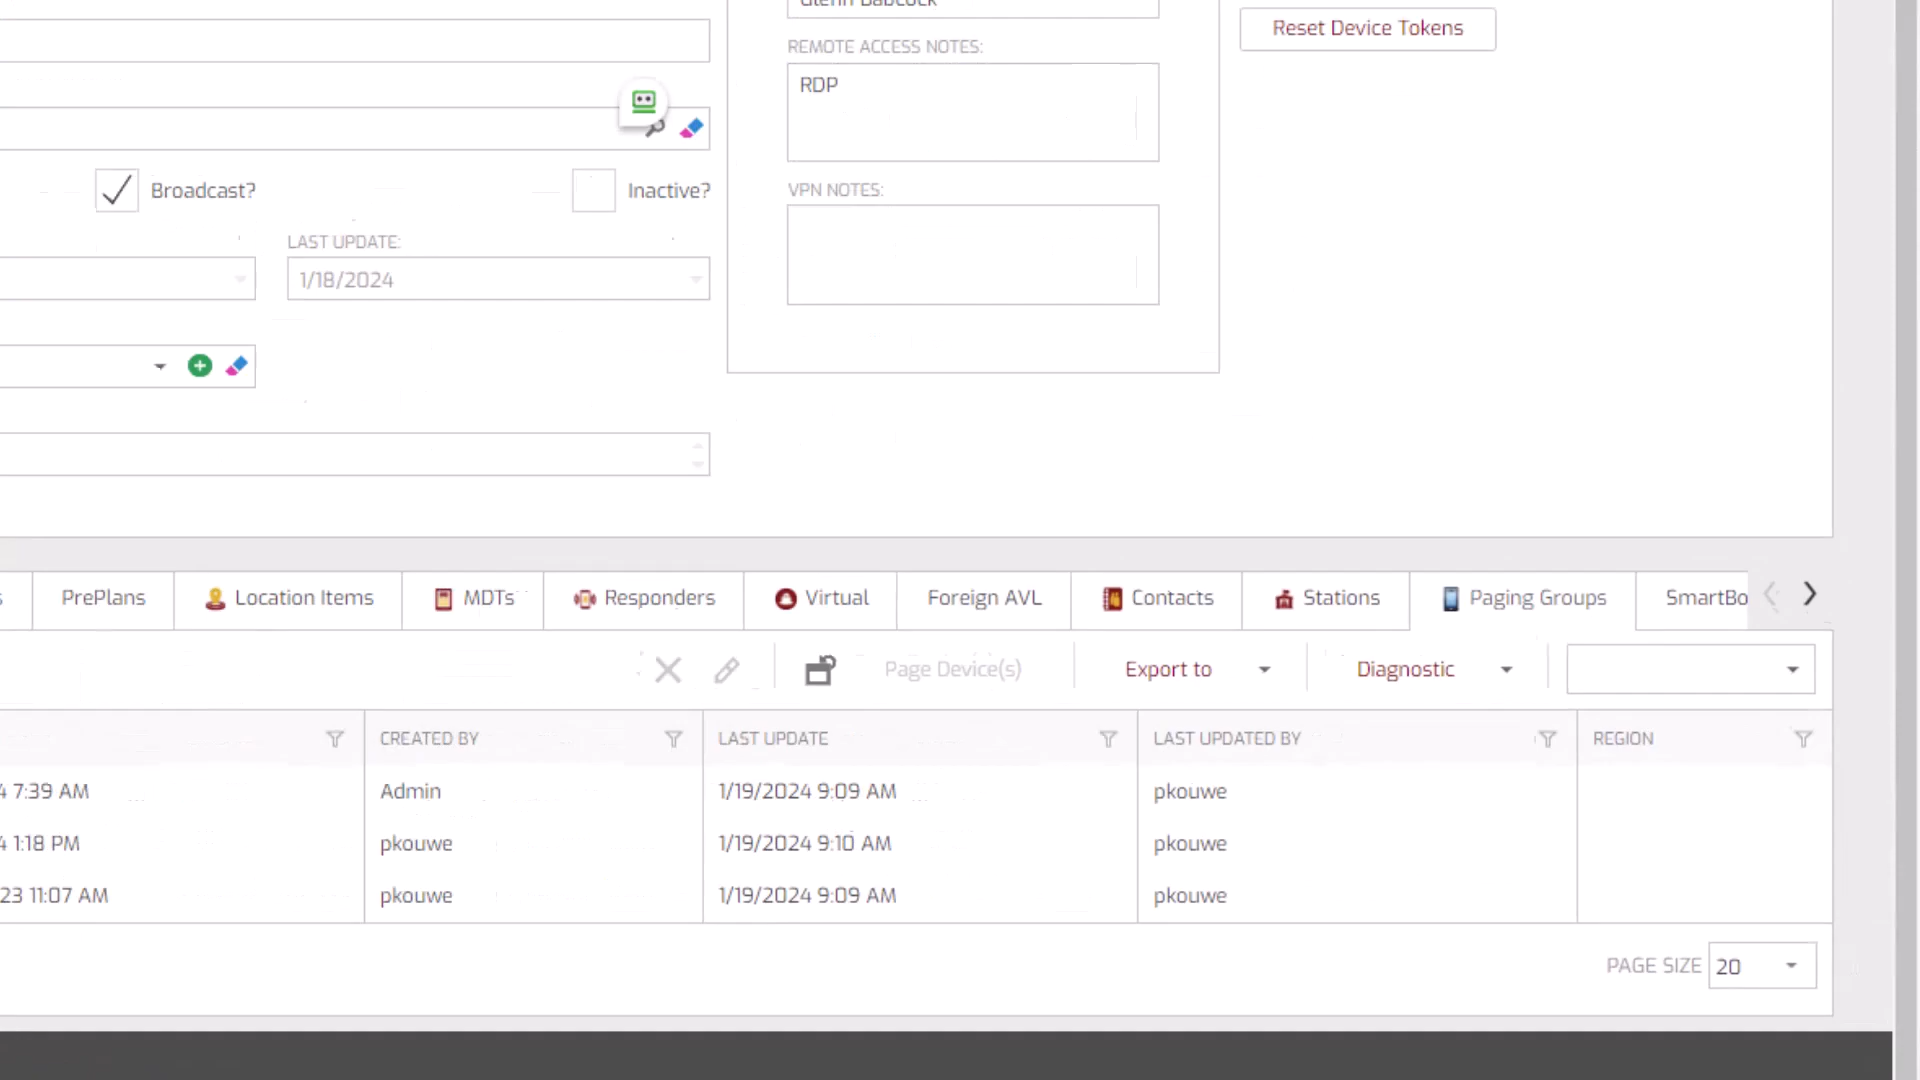 Reset Device Tokens
REMOTE ACCESS NOTES:
RDP
Broadcast?
Inactive?
VPN NOTES:
LAST UPDATE:
1/18/2024
PrePlans
Location Items
MDTs
Responders
Virtual
Foreign AVL
Contacts
Stations
Paging Groups
SmartBo
Page Device(s)
Export to
Diagnostic
CREATED BY
LAST UPDATE
LAST UPDATED BY
REGION
4 7:39 AM
Admin
1/19/2024 9:09 AM
pkouwe
4 1:18 PM
pkouwe
1/19/2024 9:10 AM
pkouwe
23 11:07 AM
pkouwe
1/19/2024 9:09 AM
pkouwe
PAGE SIZE
20